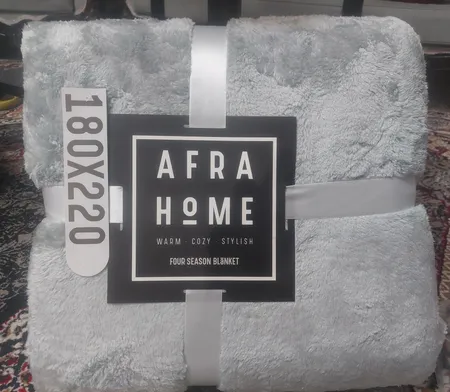 180X220
AFRA
HOME
WARM COZY STYLISH
FOUR SEASON BLANKET